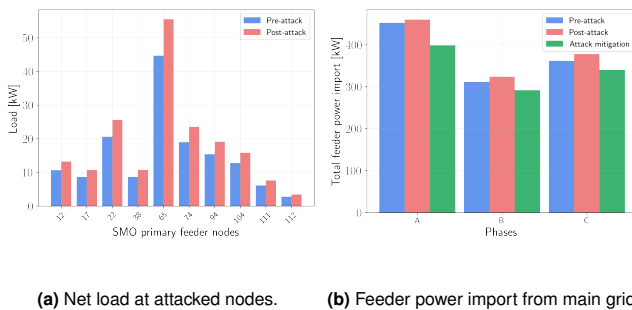 Pre-attack
Post-attack
50
40
30
20
10
0
Load [kW]
12 17 22 38 65 74 94 104 111 112
SMO primary feeder nodes
Pre-attack
Post-attack
Attack mitigation
400
300
200
100
0
Total feeder power import [kW]
A B C
Phases
(a) Net load at attacked nodes.
(b) Feeder power import from main grid